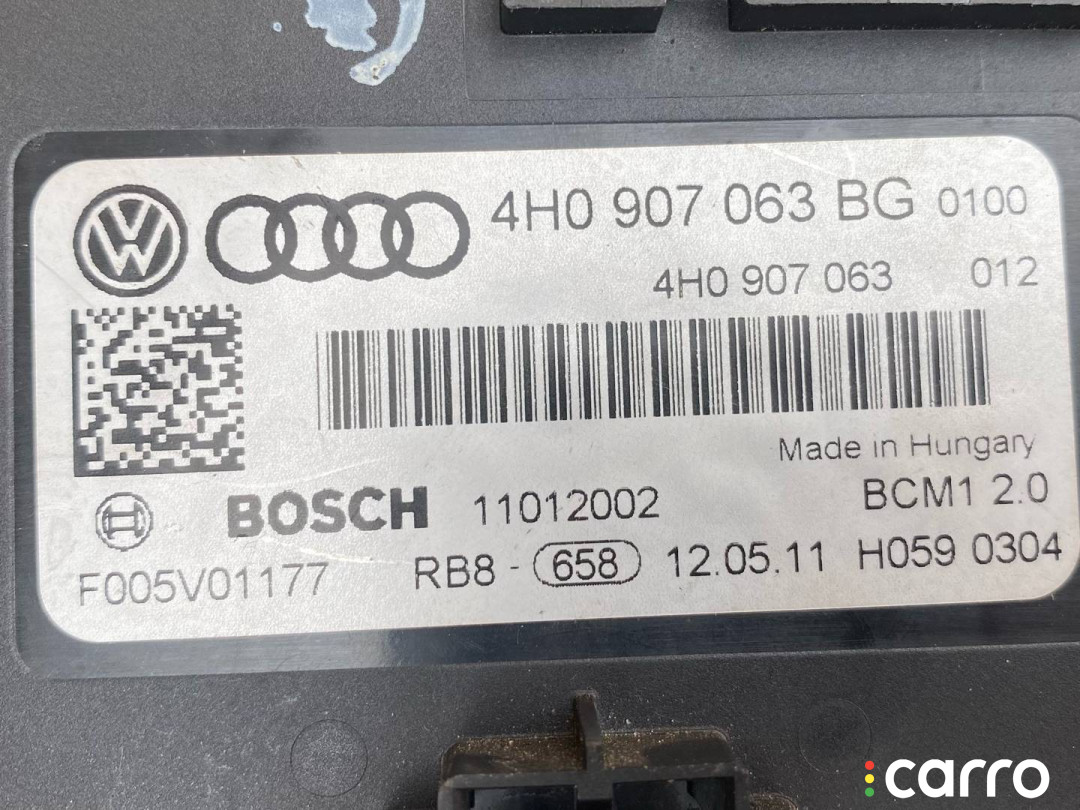 4H0 907 063 BG 0100
4H0 907 063 012
Made in Hungary
BOSCH 11012002 BCM1 2.0
F005V01177 RB8 - 658 12.05.11 H059 0304
carro